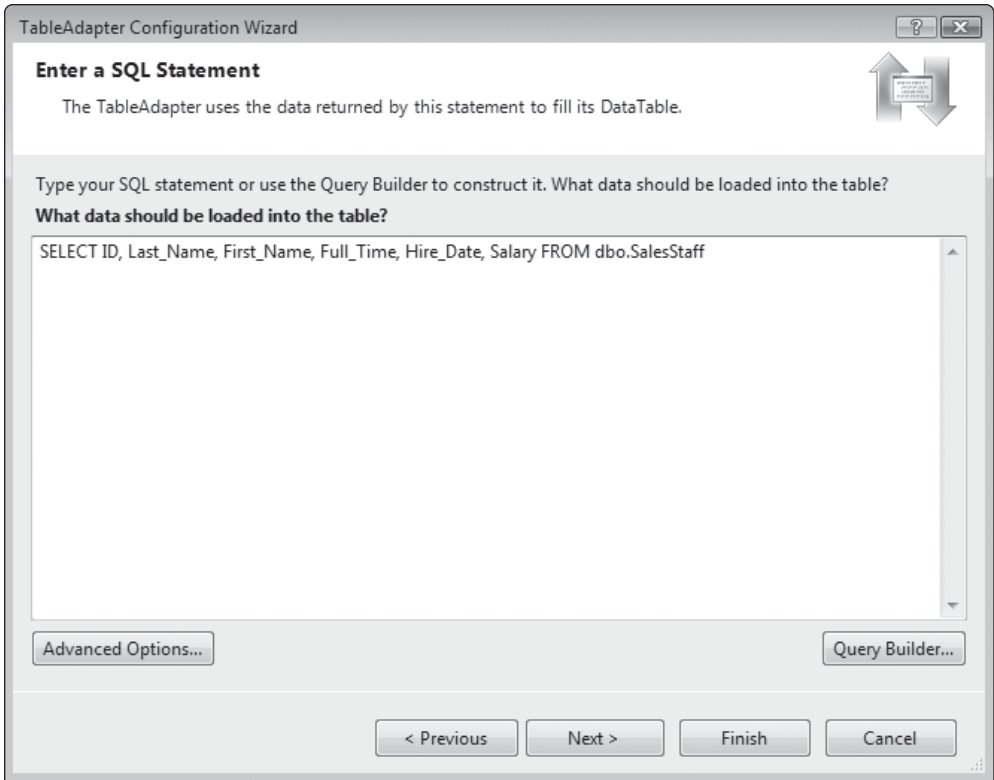 TableAdapter Configuration Wizard
Enter a SQL Statement
The TableAdapter uses the data returned by this statement to fill its DataTable.
Type your SQL statement or use the Query Builder to construct it. What data should be loaded into the table?
What data should be loaded into the table?
SELECT ID, Last_Name, First_Name, Full_Time, Hire_Date, Salary FROM dbo.SalesStaff
Advanced Options... Query Builder...
< Previous Next > Finish Cancel